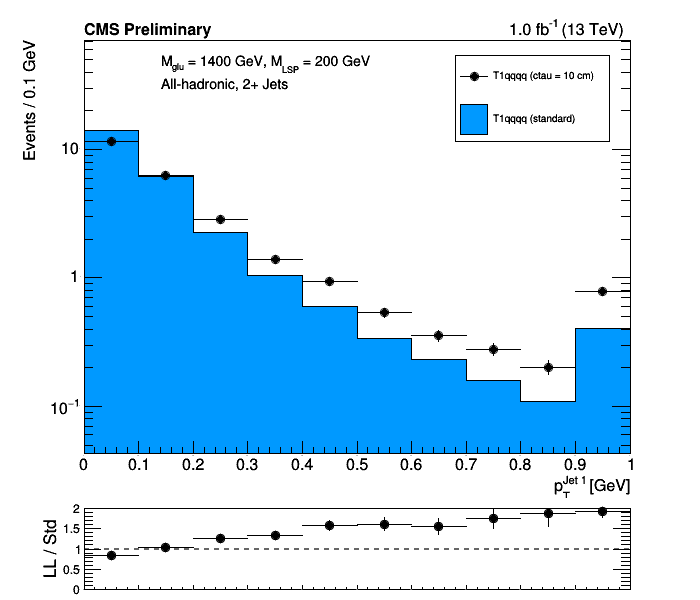 CMS Preliminary
1.0 fb⁻¹ (13 TeV)
M_glu = 1400 GeV, M_LSP = 200 GeV
All-hadronic, 2+ Jets
T1qqqq (ctau = 10 cm)
T1qqqq (standard)
Events / 0.1 GeV
10
1
10⁻¹
0 0.1 0.2 0.3 0.4 0.5 0.6 0.7 0.8 0.9 1
p_T^Jet 1 [GeV]
LL / Std
2
1.5
1
0.5
0